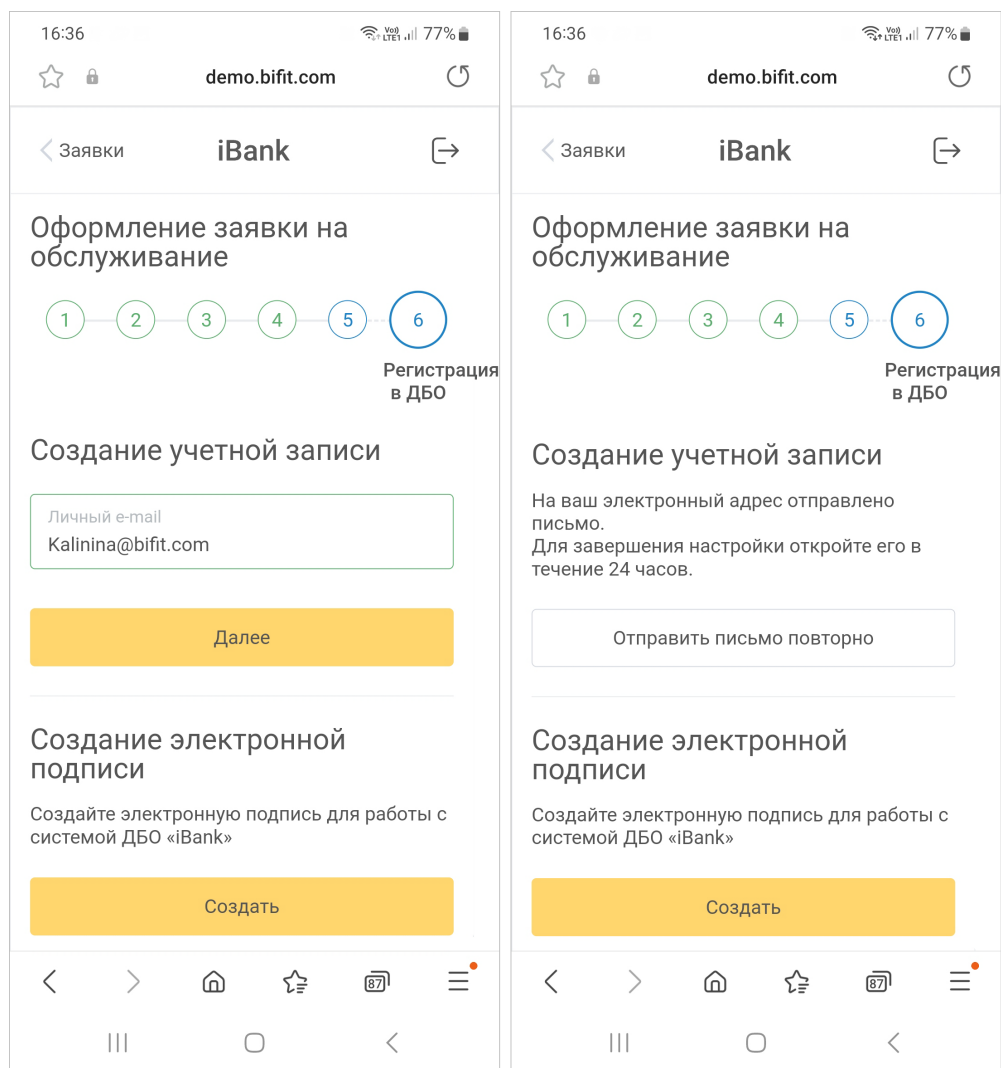 16:36
Vo)) LTE1 77%
demo.bifit.com
Заявки
iBank
Оформление заявки на
обслуживание
1 2 3 4 5 6
Регистрация
в ДБО
Создание учетной записи
Личный e-mail
Kalinina@bifit.com
Далее
Создание электронной
подписи
Создайте электронную подпись для работы с
системой ДБО «iBank»
Создать
87
16:36
Vo)) LTE1 77%
demo.bifit.com
Заявки
iBank
Оформление заявки на
обслуживание
1 2 3 4 5 6
Регистрация
в ДБО
Создание учетной записи
На ваш электронный адрес отправлено
письмо.
Для завершения настройки откройте его в
течение 24 часов.
Отправить письмо повторно
Создание электронной
подписи
Создайте электронную подпись для работы с
системой ДБО «iBank»
Создать
87